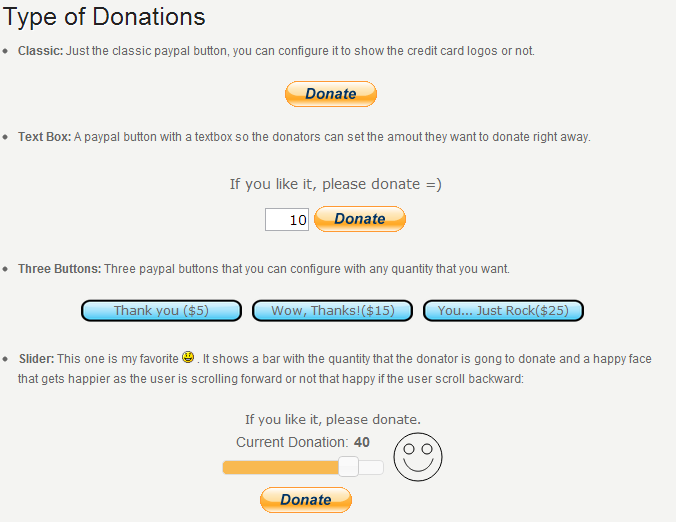 Type of Donations
Classic: Just the classic paypal button, you can configure it to show the credit card logos or not.
Donate
Text Box: A paypal button with a textbox so the donators can set the amout they want to donate right away.
If you like it, please donate =)
10 Donate
Three Buttons: Three paypal buttons that you can configure with any quantity that you want.
Thank you ($5) Wow, Thanks!($15) You... Just Rock($25)
Slider: This one is my favorite . It shows a bar with the quantity that the donator is gong to donate and a happy face
that gets happier as the user is scrolling forward or not that happy if the user scroll backward:
If you like it, please donate.
Current Donation: 40
Donate